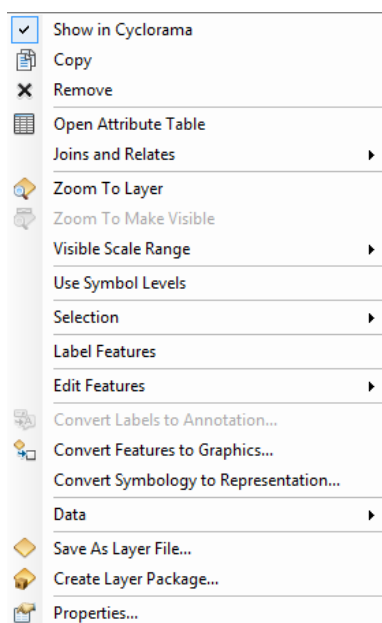 Show in Cyclorama
Copy
Remove
Open Attribute Table
Joins and Relates
Zoom To Layer
Zoom To Make Visible
Visible Scale Range
Use Symbol Levels
Selection
Label Features
Edit Features
Convert Labels to Annotation...
Convert Features to Graphics...
Convert Symbology to Representation...
Data
Save As Layer File...
Create Layer Package...
Properties...